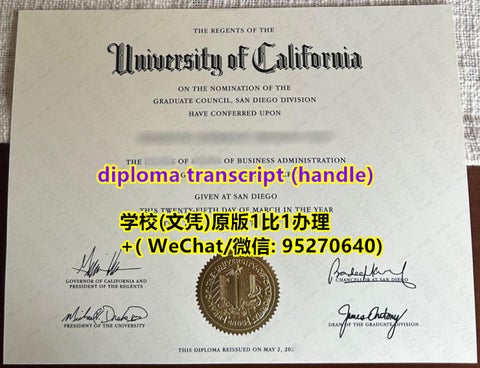 THE REGENTS OF THE
University of California
ON THE NOMINATION OF THE
GRADUATE COUNCIL, SAN DIEGO DIVISION
HAVE CONFERRED UPON
THE OF OF BUSINESS ADMINISTRATION
diploma transcript (handle)
GIVEN AT SAN DIEGO
THIS TWENTY-FIFTH DAY OF MARCH IN THE YEAR
学校(文凭)原版1比1办理
+( WeChat/微信: 95270640)
GOVERNOR OF CALIFORNIA AND
PRESIDENT OF THE REGENTS
CHANCELLOR AT SAN DIEGO
PRESIDENT OF THE UNIVERSITY
DEAN OF THE GRADUATE DIVISION
THIS DIPLOMA REISSUED ON MAY 2, 202